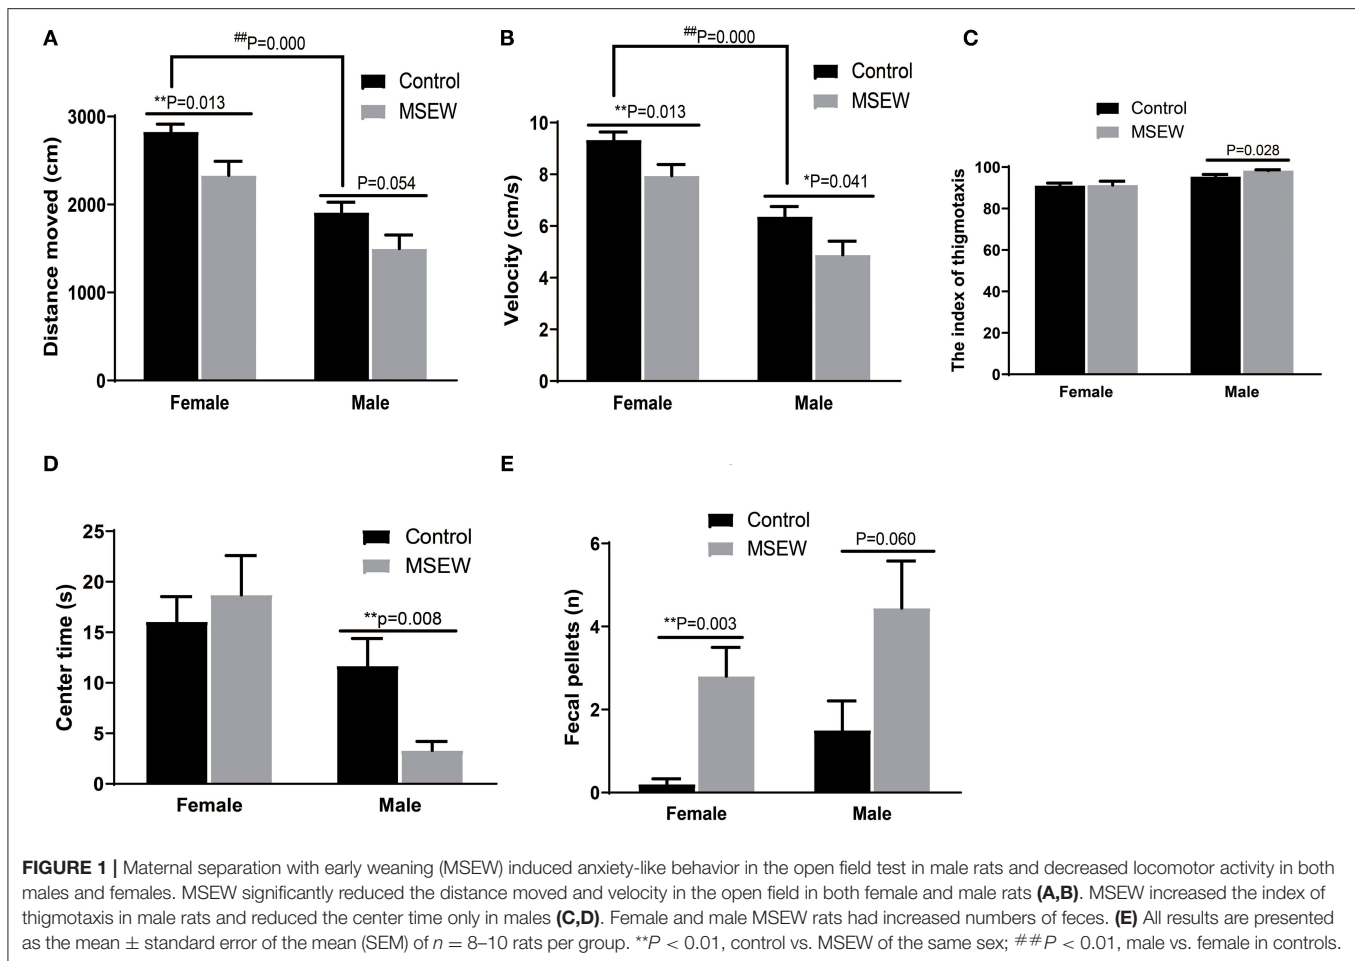 A
##P=0.000
Control
MSEW
**P=0.013
P=0.054
Distance moved (cm)
3000
2000
1000
0
Female
Male
B
##P=0.000
Control
MSEW
**P=0.013
*P=0.041
Velocity (cm/s)
10
8
6
4
2
0
Female
Male
C
Control
MSEW
P=0.028
The index of thigmotaxis
100
80
60
40
20
0
Female
Male
D
Control
MSEW
**p=0.008
Center time (s)
25
20
15
10
5
0
Female
Male
E
Control
MSEW
P=0.060
**P=0.003
Fecal pellets (n)
6
4
2
0
Female
Male
FIGURE 1 | Maternal separation with early weaning (MSEW) induced anxiety-like behavior in the open field test in male rats and decreased locomotor activity in both
males and females. MSEW significantly reduced the distance moved and velocity in the open field in both female and male rats (A,B). MSEW increased the index of
thigmotaxis in male rats and reduced the center time only in males (C,D). Female and male MSEW rats had increased numbers of feces. (E) All results are presented
as the mean ± standard error of the mean (SEM) of n = 8–10 rats per group. **P < 0.01, control vs. MSEW of the same sex; ##P < 0.01, male vs. female in controls.